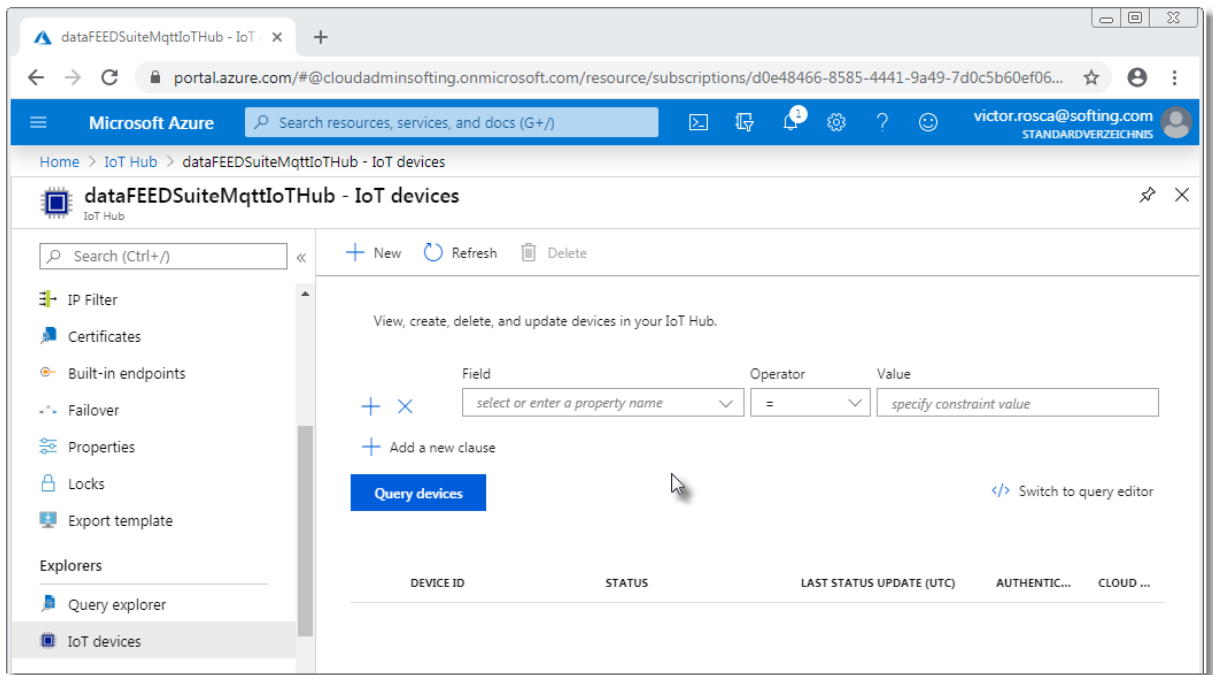 dataFEEDSuiteMqttIoTHub - IoT
portal.azure.com/#@cloudadminsofting.onmicrosoft.com/resource/subscriptions/d0e48466-8585-4441-9a49-7d0c5b60ef06...
Microsoft Azure
Search resources, services, and docs (G+/)
1
victor.rosca@softing.com
STANDARDVERZEICHNIS
Home > IoT Hub > dataFEEDSuiteMqttIoTHub - IoT devices
dataFEEDSuiteMqttIoTHub - IoT devices
IoT Hub
Search (Ctrl+/)
«
New
Refresh
Delete
IP Filter
Certificates
Built-in endpoints
Failover
Properties
Locks
Export template
Explorers
Query explorer
IoT devices
View, create, delete, and update devices in your IoT Hub.
Field Operator Value
select or enter a property name = specify constraint value
Add a new clause
Query devices
</> Switch to query editor
DEVICE ID STATUS LAST STATUS UPDATE (UTC) AUTHENTIC... CLOUD ...